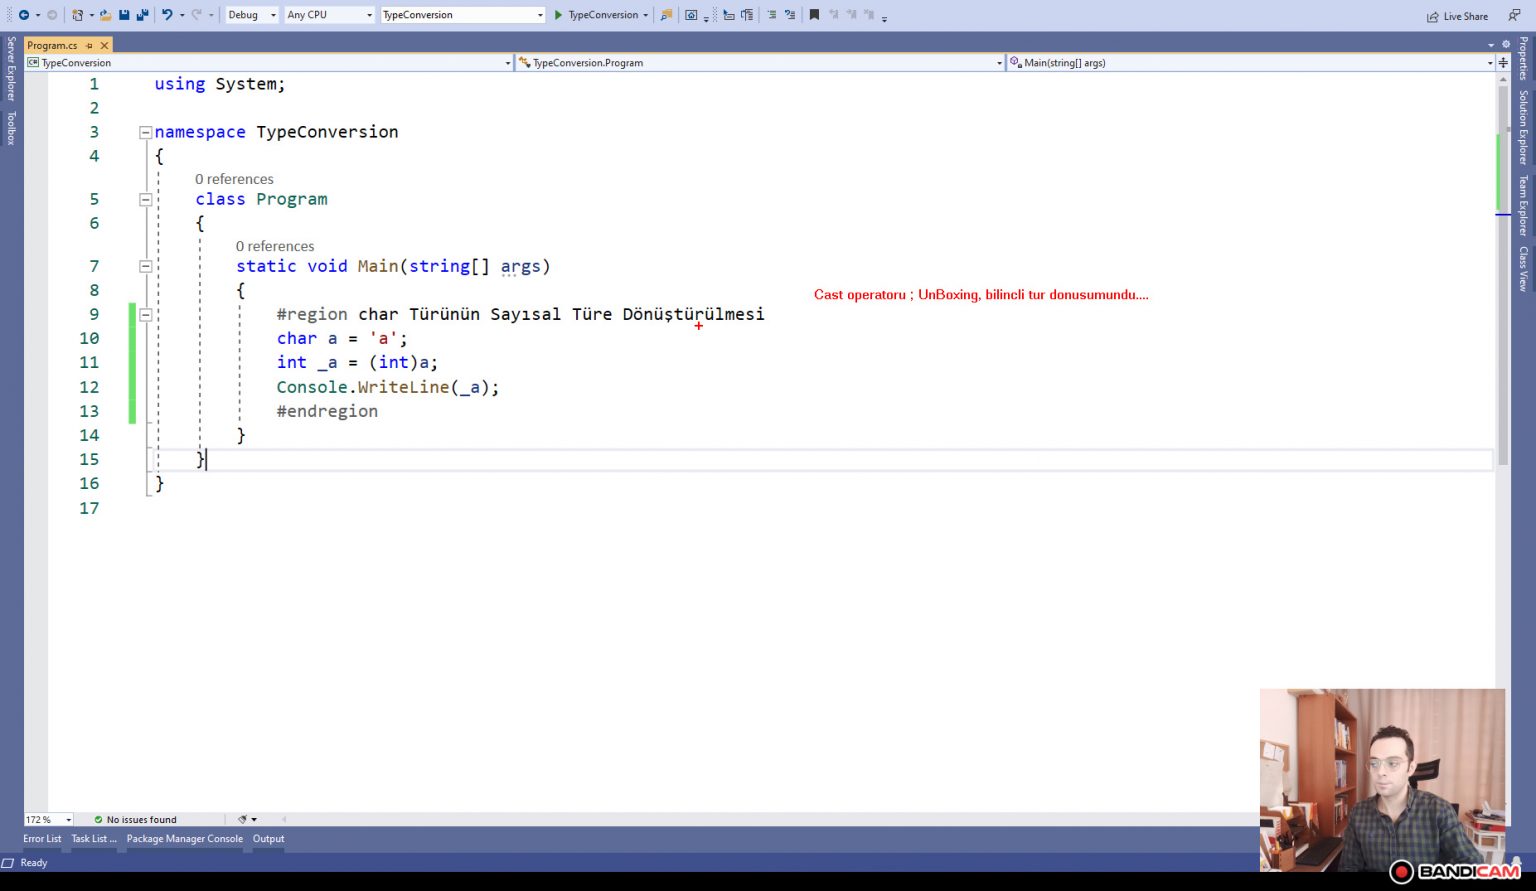 Debug Any CPU TypeConversion TypeConversion Live Share
Server Explorer
Toolbox
Program.cs
TypeConversion TypeConversion.Program Main(string[] args)
1 using System;
2
3 namespace TypeConversion
4 {
0 references
5 class Program
6 {
0 references
7 static void Main(string[] args)
8 {
Cast operatoru ; UnBoxing, bilincli tur donusumundu....
9 #region char Türünün Sayısal Türe Dönüştürülmesi
10 char a = 'a';
11 int _a = (int)a;
12 Console.WriteLine(_a);
13 #endregion
14 }
15 }
16 }
17
Properties
Solution Explorer
Team Explorer
Class View
172 % No issues found
Error List Task List ... Package Manager Console Output
Ready
BANDICAM